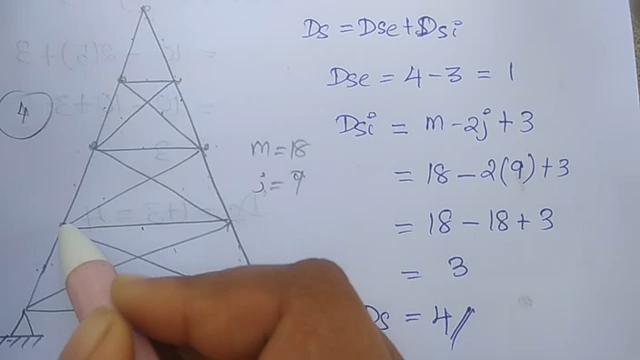 4
m = 18
j = 9
Ds = Dse + Dsi
Dse = 4 - 3 = 1
Dsi = m - 2j + 3
= 18 - 2(9) + 3
= 18 - 18 + 3
= 3
Ds = 4 //